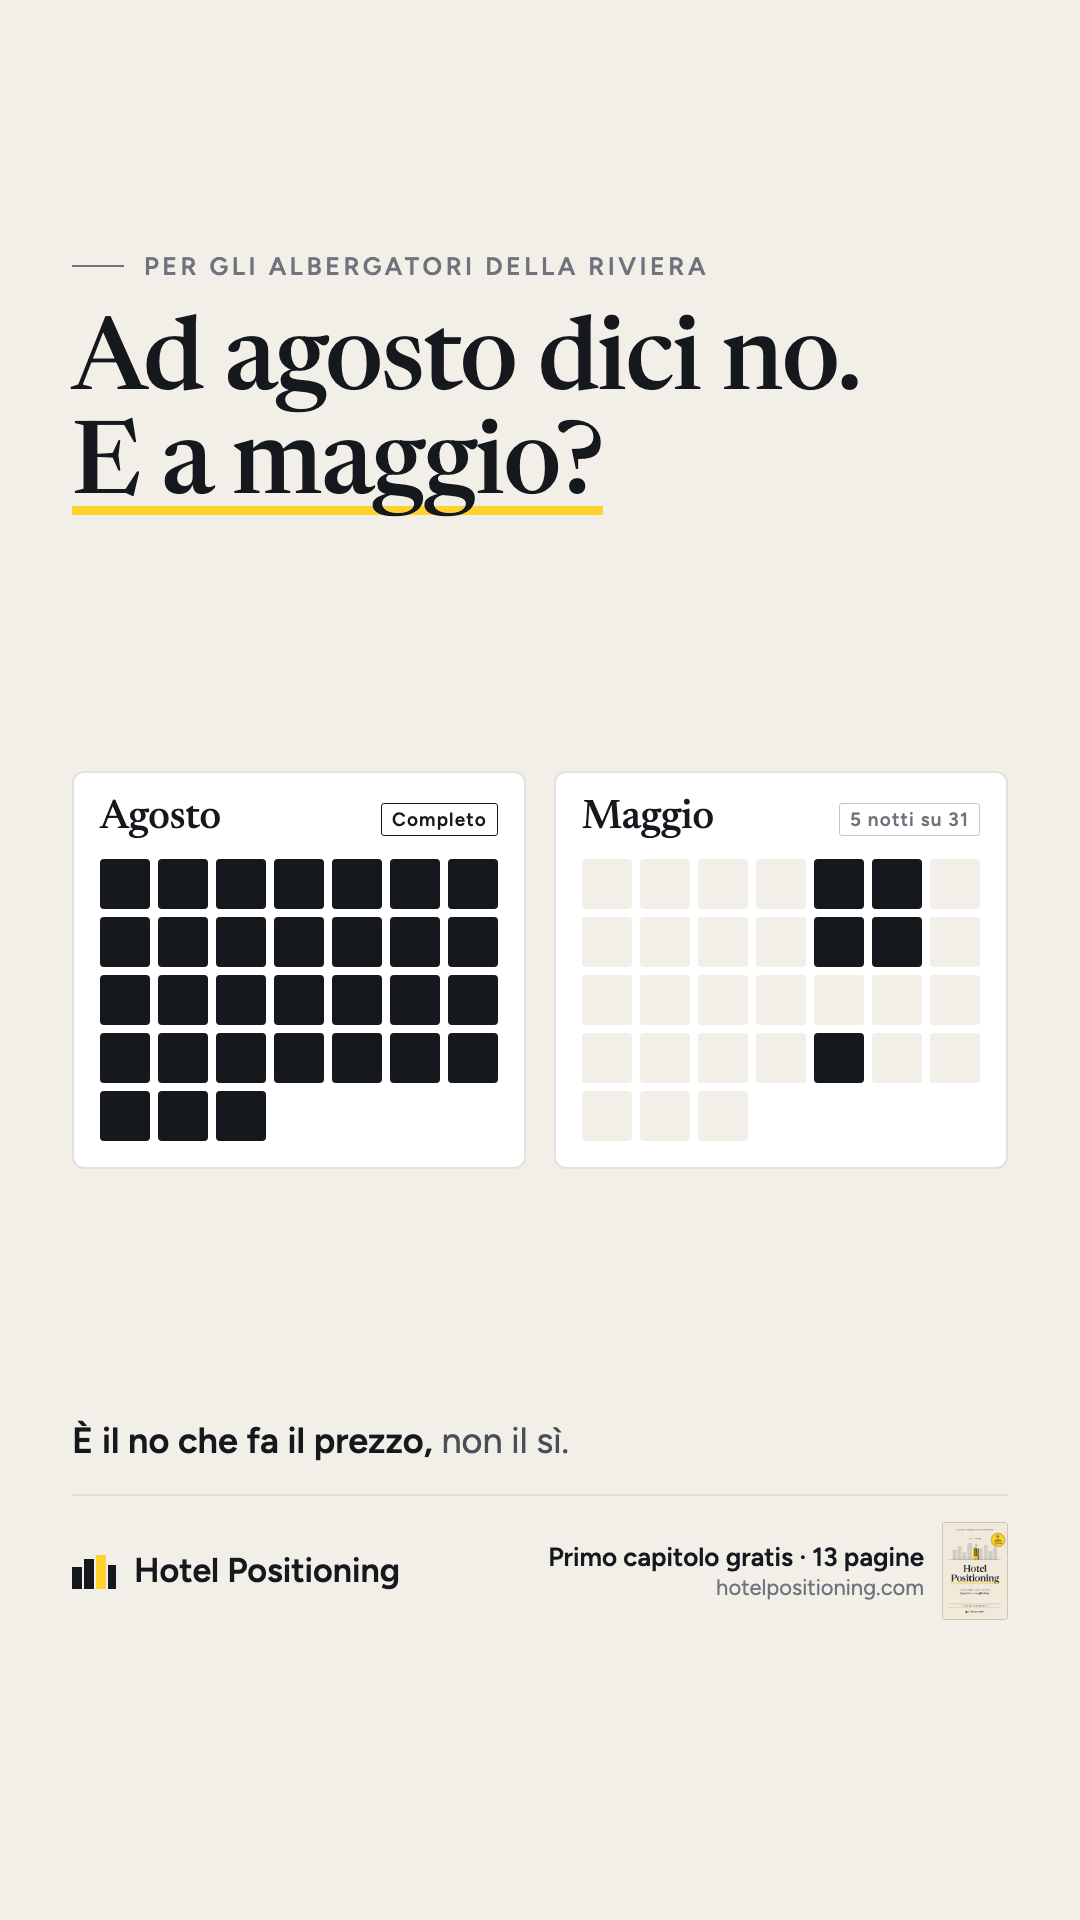 PER GLI ALBERGATORI DELLA RIVIERA
Ad agosto dici no.
E a maggio?
Agosto
Completo
Maggio
5 notti su 31
È il no che fa il prezzo, non il sì.
Hotel Positioning
Primo capitolo gratis · 13 pagine
hotelpositioning.com
Hotel
Positioning